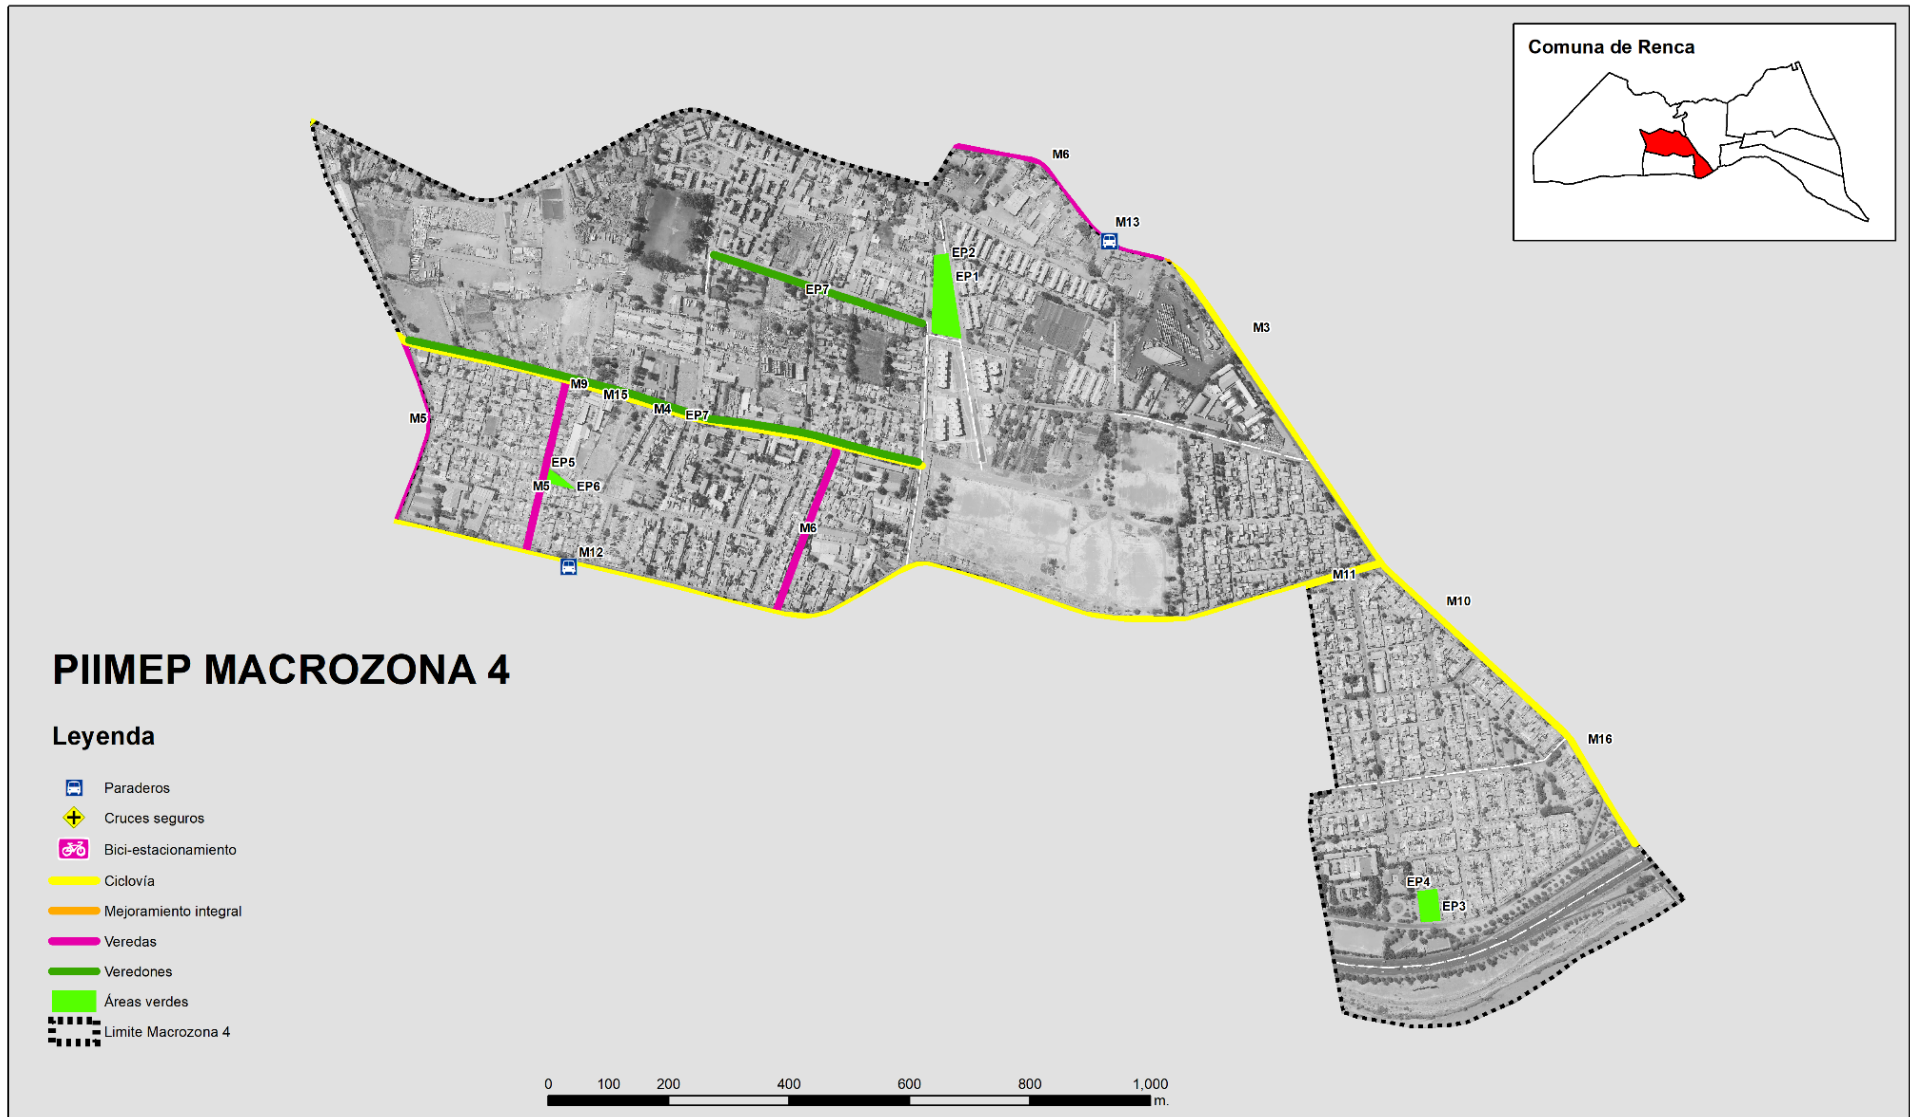 Comuna de Renca
M6
M13
EP2
EP1
EP7
M3
M9
M15
M4
EP7
M5
EP5
M5
EP6
M6
M12
M11
M10
M16
EP4
EP3
PIIMEP MACROZONA 4
Leyenda
Paraderos
Cruces seguros
Bici-estacionamiento
Ciclovía
Mejoramiento integral
Veredas
Veredones
Áreas verdes
Limite Macrozona 4
0 100 200 400 600 800 1,000
m.